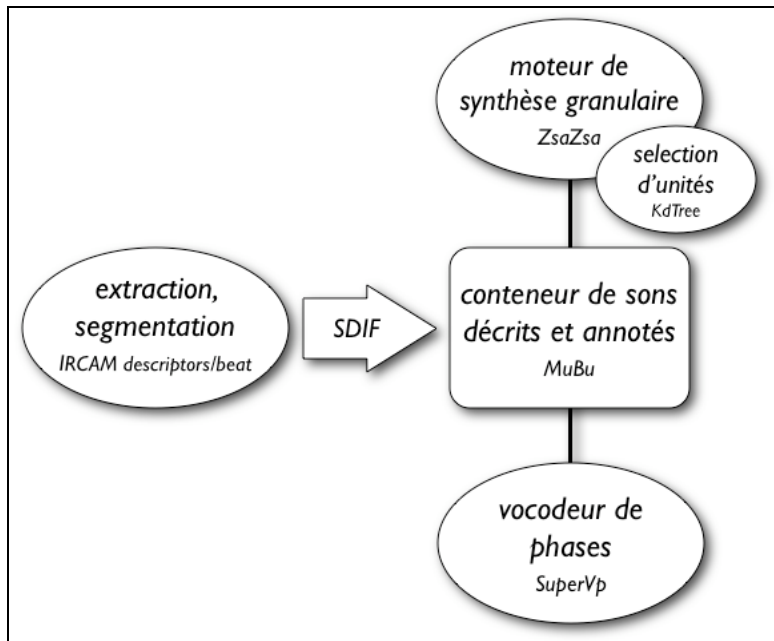 moteur de
synthèse granulaire
ZsaZsa
selection
d'unités
KdTree
extraction,
segmentation
IRCAM descriptors/beat
SDIF
conteneur de sons
décrits et annotés
MuBu
vocodeur de
phases
SuperVp